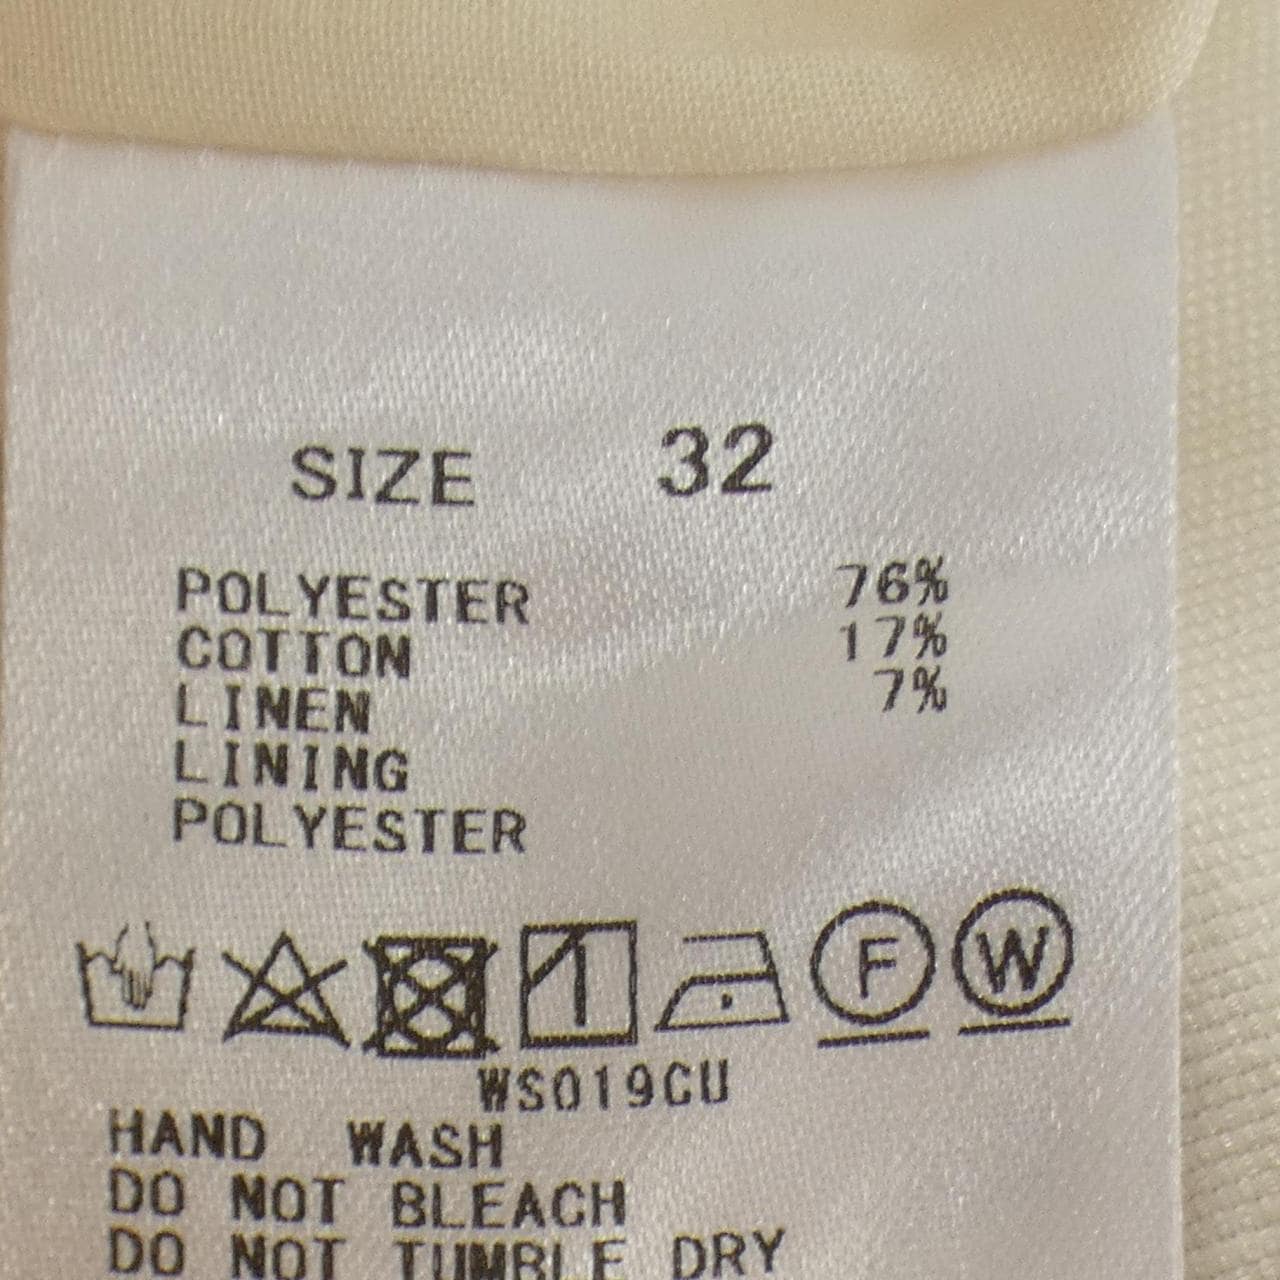 SIZE 32
POLYESTER 76%
COTTON 17%
LINEN 7%
LINING
POLYESTER
F W
WS019CU
HAND WASH
DO NOT BLEACH
DO NOT TUMBLE DRY